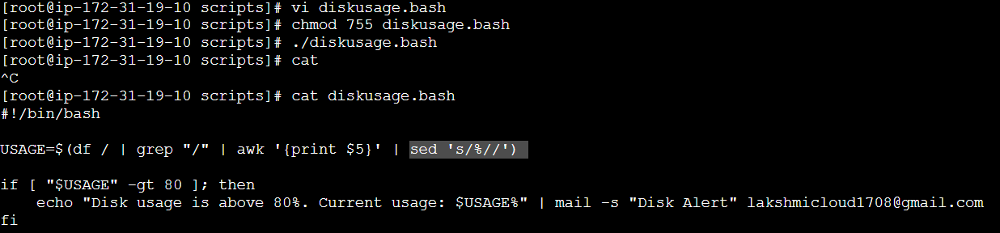 [root@ip-172-31-19-10 scripts]# vi diskusage.bash
[root@ip-172-31-19-10 scripts]# chmod 755 diskusage.bash
[root@ip-172-31-19-10 scripts]# ./diskusage.bash
[root@ip-172-31-19-10 scripts]# cat
^C
[root@ip-172-31-19-10 scripts]# cat diskusage.bash
#!/bin/bash
USAGE=$(df / | grep "/" | awk '{print $5}' | sed 's/%//')
if [ "$USAGE" -gt 80 ]; then
    echo "Disk usage is above 80%. Current usage: $USAGE%" | mail -s "Disk Alert" lakshmicloud1708@gmail.com
fi